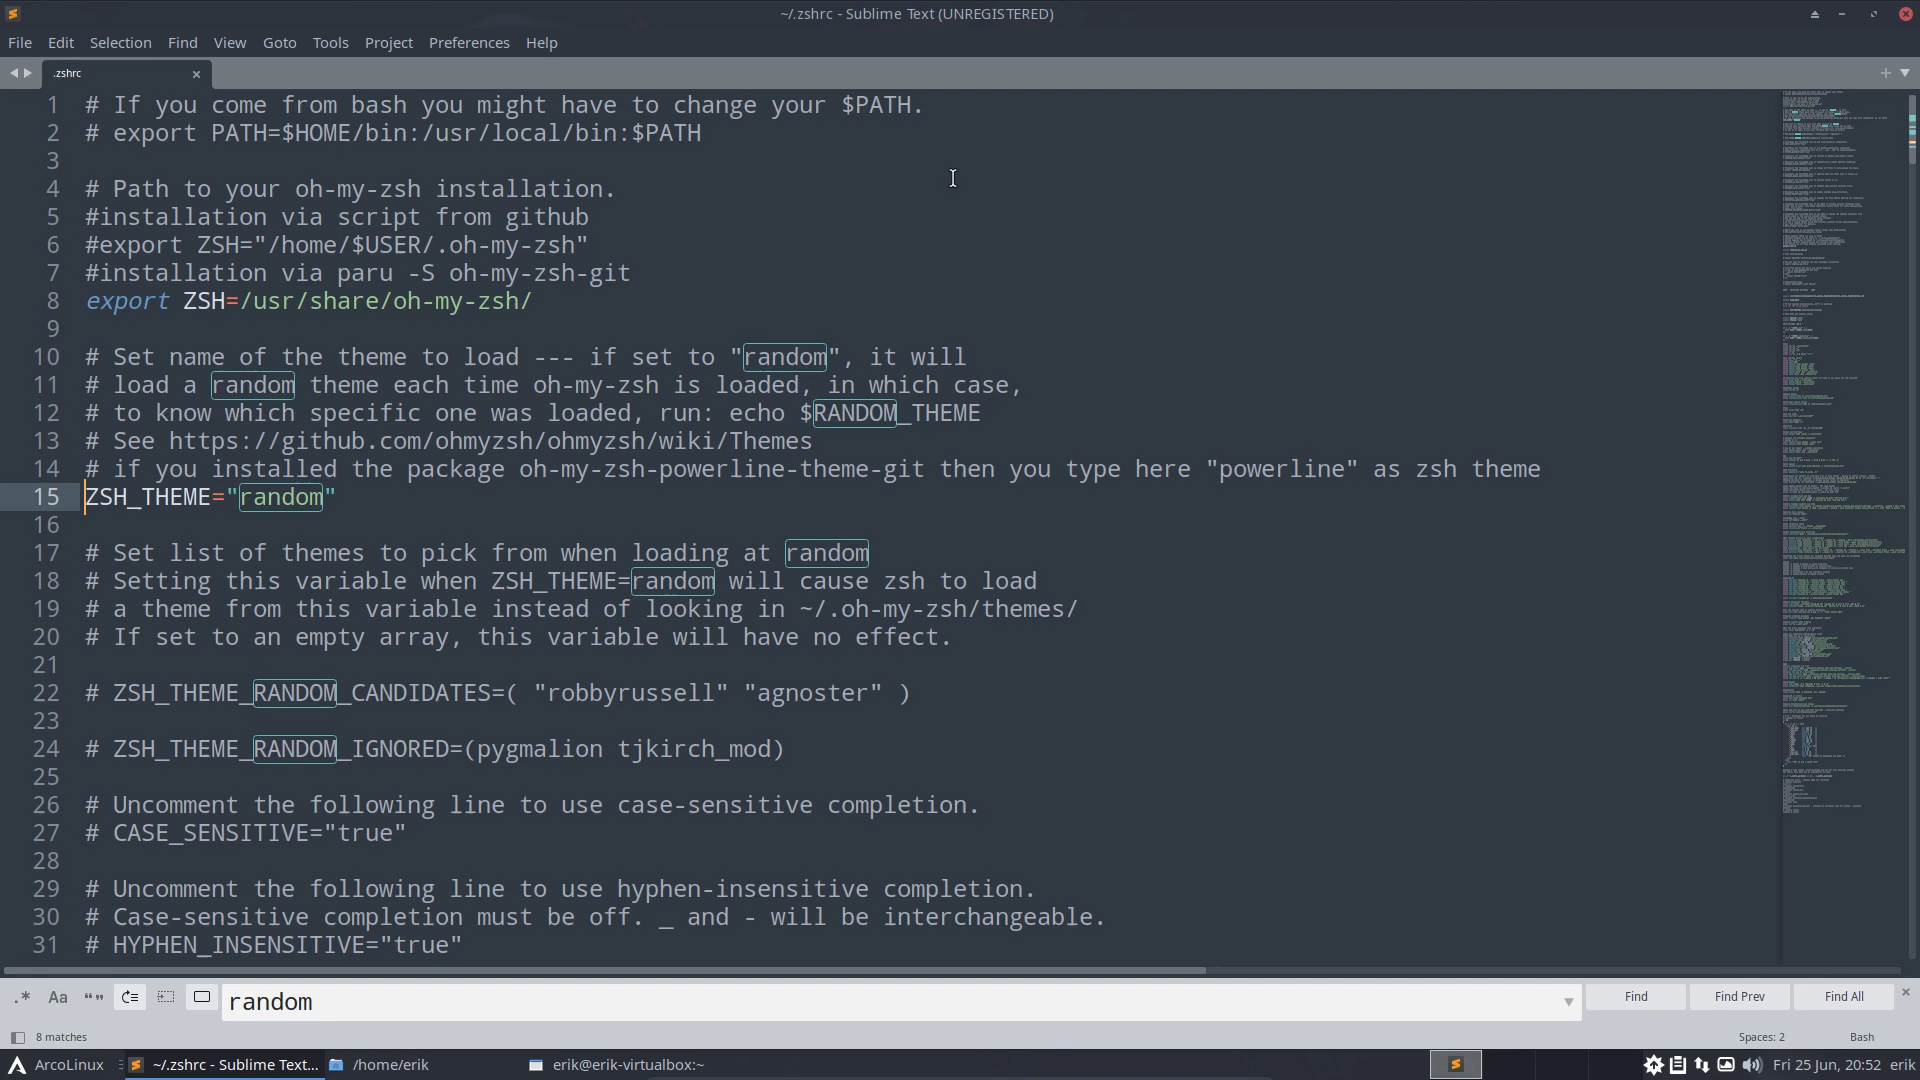 ~/.zshrc - Sublime Text (UNREGISTERED)
File Edit Selection Find View Goto Tools Project Preferences Help
.zshrc
1 # If you come from bash you might have to change your $PATH.
2 # export PATH=$HOME/bin:/usr/local/bin:$PATH
3
4 # Path to your oh-my-zsh installation.
5 #installation via script from github
6 #export ZSH="/home/$USER/.oh-my-zsh"
7 #installation via paru -S oh-my-zsh-git
8 export ZSH=/usr/share/oh-my-zsh/
9
10 # Set name of the theme to load --- if set to "random", it will
11 # load a random theme each time oh-my-zsh is loaded, in which case,
12 # to know which specific one was loaded, run: echo $RANDOM_THEME
13 # See https://github.com/ohmyzsh/ohmyzsh/wiki/Themes
14 # if you installed the package oh-my-zsh-powerline-theme-git then you type here "powerline" as zsh theme
15 ZSH_THEME="random"
16
17 # Set list of themes to pick from when loading at random
18 # Setting this variable when ZSH_THEME=random will cause zsh to load
19 # a theme from this variable instead of looking in ~/.oh-my-zsh/themes/
20 # If set to an empty array, this variable will have no effect.
21
22 # ZSH_THEME_RANDOM_CANDIDATES=( "robbyrussell" "agnoster" )
23
24 # ZSH_THEME_RANDOM_IGNORED=(pygmalion tjkirch_mod)
25
26 # Uncomment the following line to use case-sensitive completion.
27 # CASE_SENSITIVE="true"
28
29 # Uncomment the following line to use hyphen-insensitive completion.
30 # Case-sensitive completion must be off. _ and - will be interchangeable.
31 # HYPHEN_INSENSITIVE="true"
.* Aa random Find Find Prev Find All
8 matches Spaces: 2 Bash
ArcoLinux ~/.zshrc - Sublime Text... /home/erik erik@erik-virtualbox:~ Fri 25 Jun, 20:52 erik